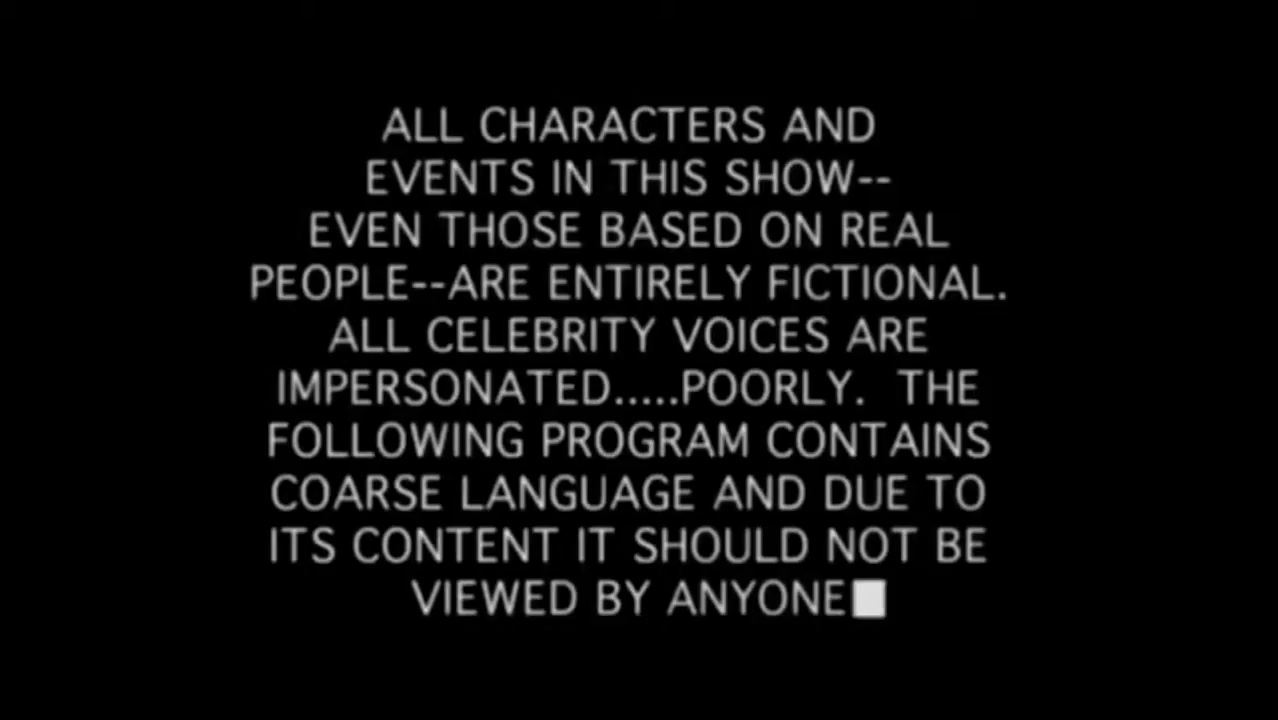 ALL CHARACTERS AND
EVENTS IN THIS SHOW--
EVEN THOSE BASED ON REAL
PEOPLE--ARE ENTIRELY FICTIONAL.
ALL CELEBRITY VOICES ARE
IMPERSONATED.....POORLY. THE
FOLLOWING PROGRAM CONTAINS
COARSE LANGUAGE AND DUE TO
ITS CONTENT IT SHOULD NOT BE
VIEWED BY ANYONE